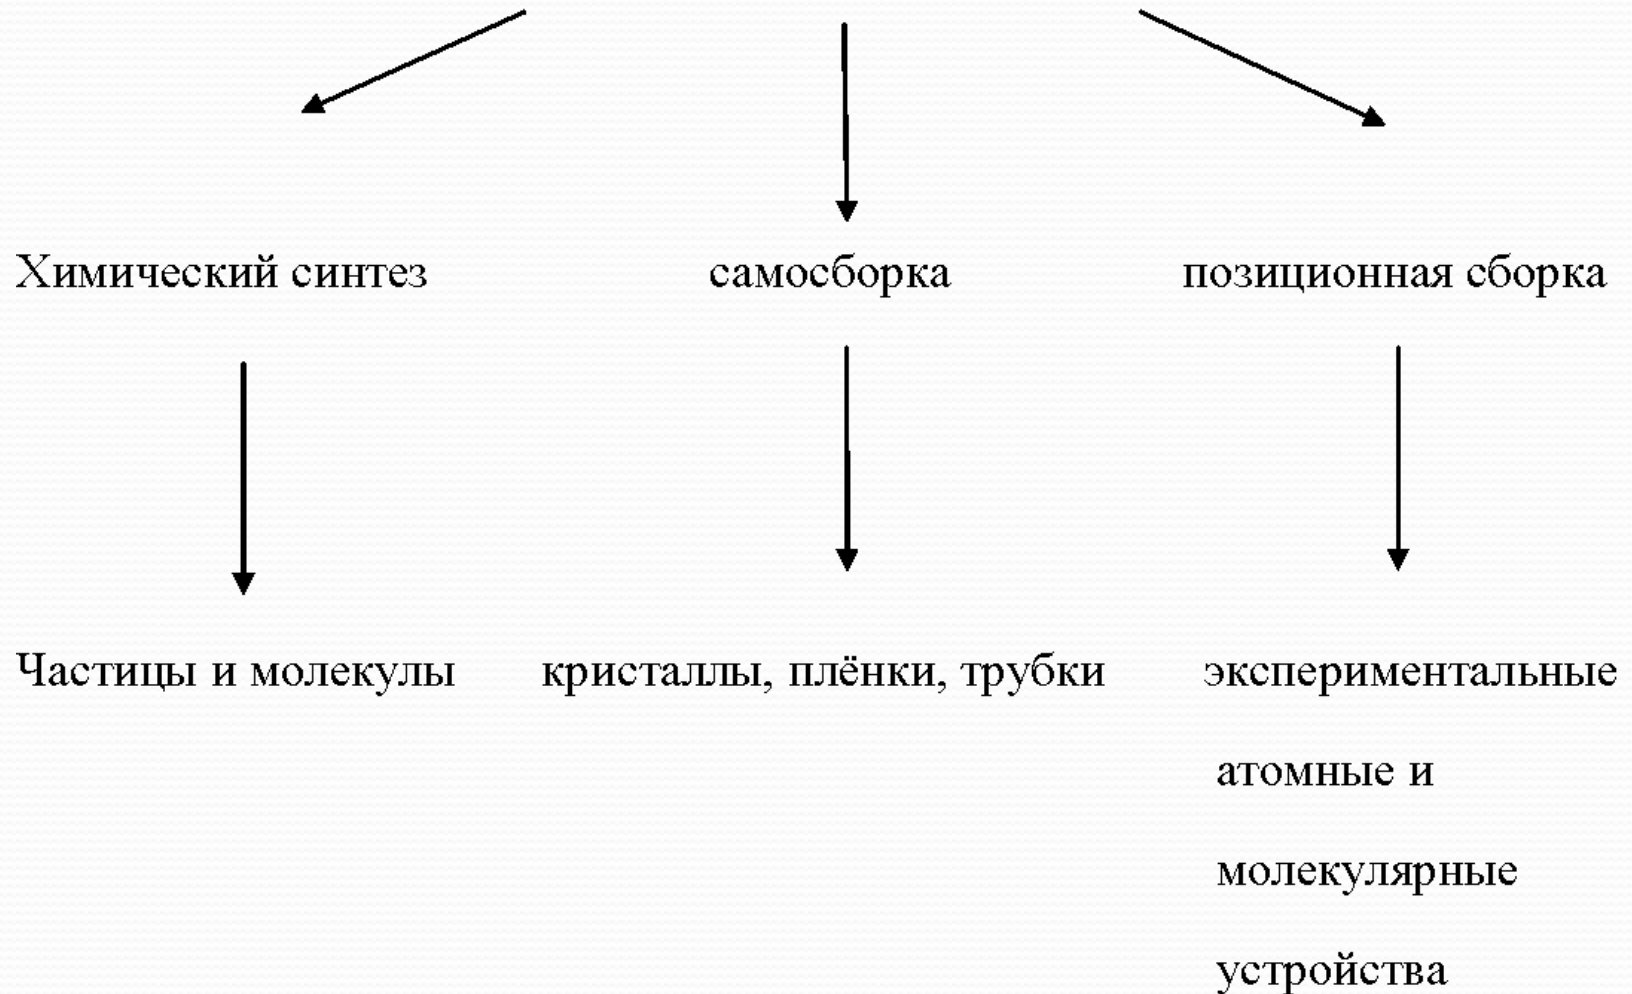 Химический синтез
самосборка
позиционная сборка
Частицы и молекулы
кристаллы, плёнки, трубки
экспериментальные
атомные и
молекулярные
устройства